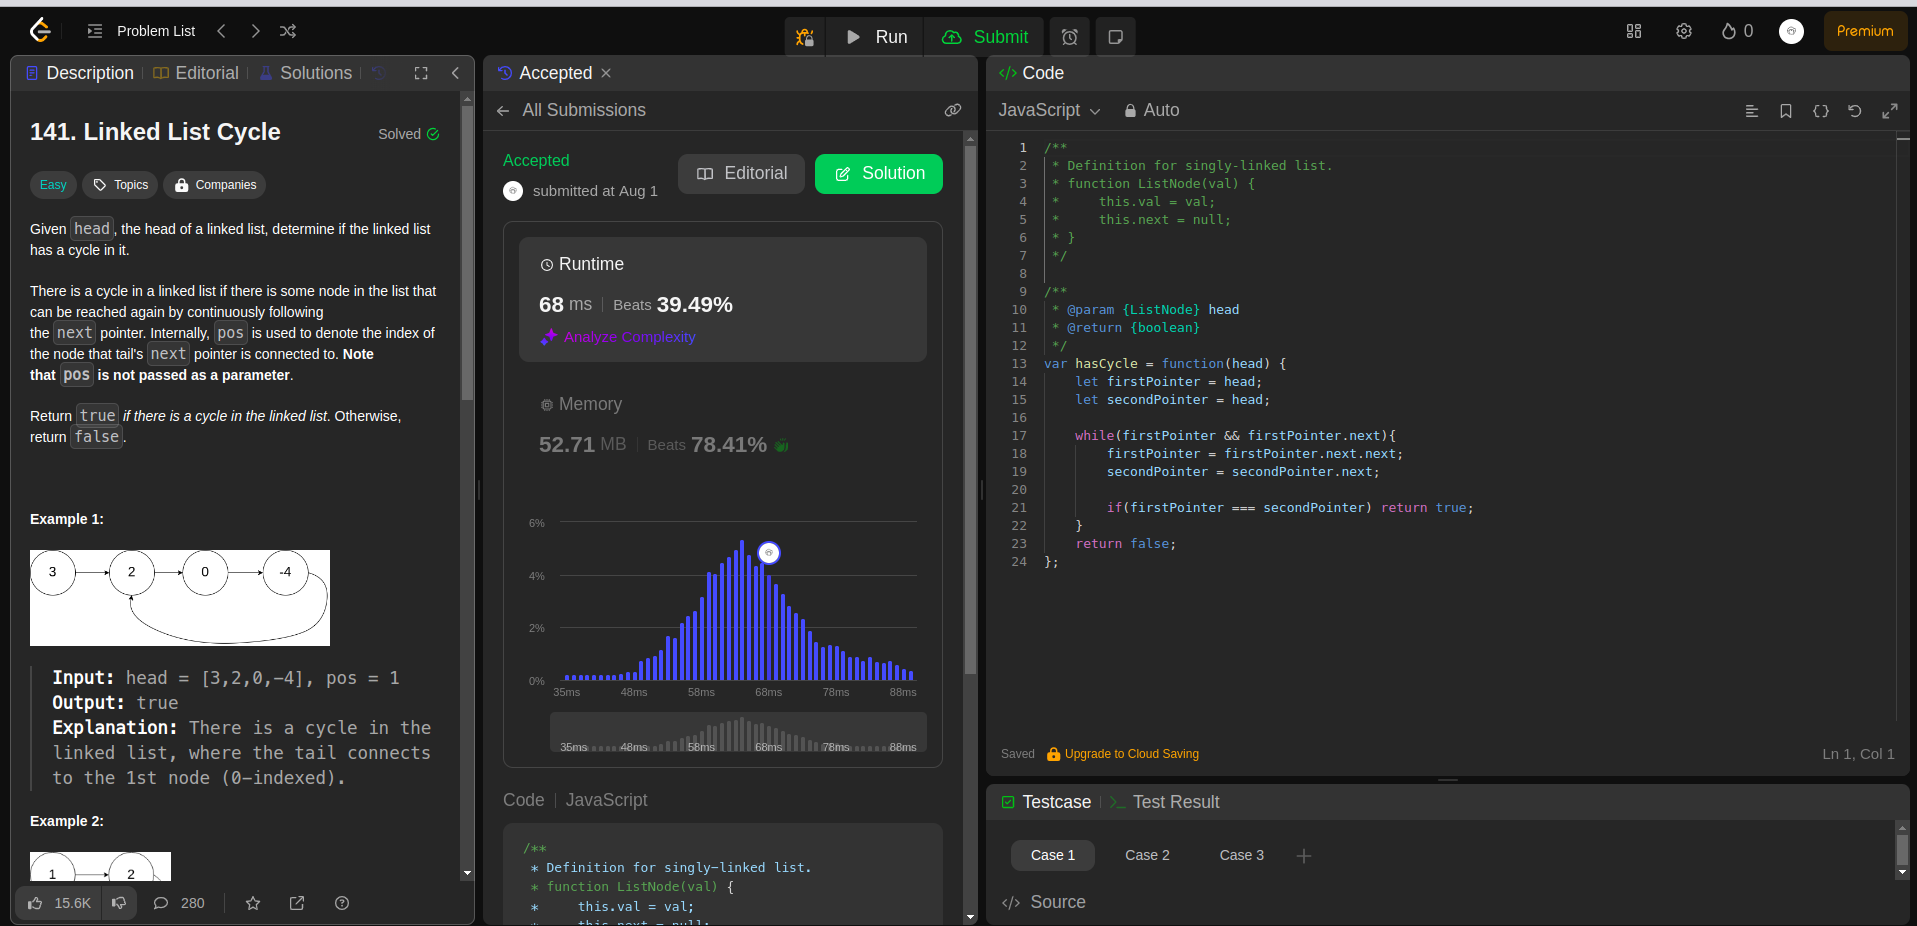 Problem List
Run
Submit
0
Premium
Description
Editorial
Solutions
141. Linked List Cycle
Solved
Easy
Topics
Companies
Given head, the head of a linked list, determine if the linked list
has a cycle in it.
There is a cycle in a linked list if there is some node in the list that
can be reached again by continuously following
the next pointer. Internally, pos is used to denote the index of
the node that tail's next pointer is connected to. Note
that pos is not passed as a parameter.
Return true if there is a cycle in the linked list. Otherwise,
return false.
Example 1:
3 2 0 -4
Input: head = [3,2,0,-4], pos = 1
Output: true
Explanation: There is a cycle in the
linked list, where the tail connects
to the 1st node (0-indexed).
Example 2:
1 2
15.6K
280
Accepted
All Submissions
Accepted
submitted at Aug 1
Editorial
Solution
Runtime
68 ms | Beats 39.49%
Analyze Complexity
Memory
52.71 MB | Beats 78.41%
6%
4%
2%
0%
35ms 48ms 58ms 68ms 78ms 88ms
35ms 48ms 58ms 68ms 78ms 88ms
Code | JavaScript
/**
* Definition for singly-linked list.
* function ListNode(val) {
*     this.val = val;
*     this.next = null;
</> Code
JavaScript
Auto
1 /**
2 * Definition for singly-linked list.
3 * function ListNode(val) {
4 *     this.val = val;
5 *     this.next = null;
6 * }
7 */
8
9 /**
10 * @param {ListNode} head
11 * @return {boolean}
12 */
13 var hasCycle = function(head) {
14     let firstPointer = head;
15     let secondPointer = head;
16
17     while(firstPointer && firstPointer.next){
18         firstPointer = firstPointer.next.next;
19         secondPointer = secondPointer.next;
20
21         if(firstPointer === secondPointer) return true;
22     }
23     return false;
24 };
Saved
Upgrade to Cloud Saving
Ln 1, Col 1
Testcase
Test Result
Case 1
Case 2
Case 3
</> Source